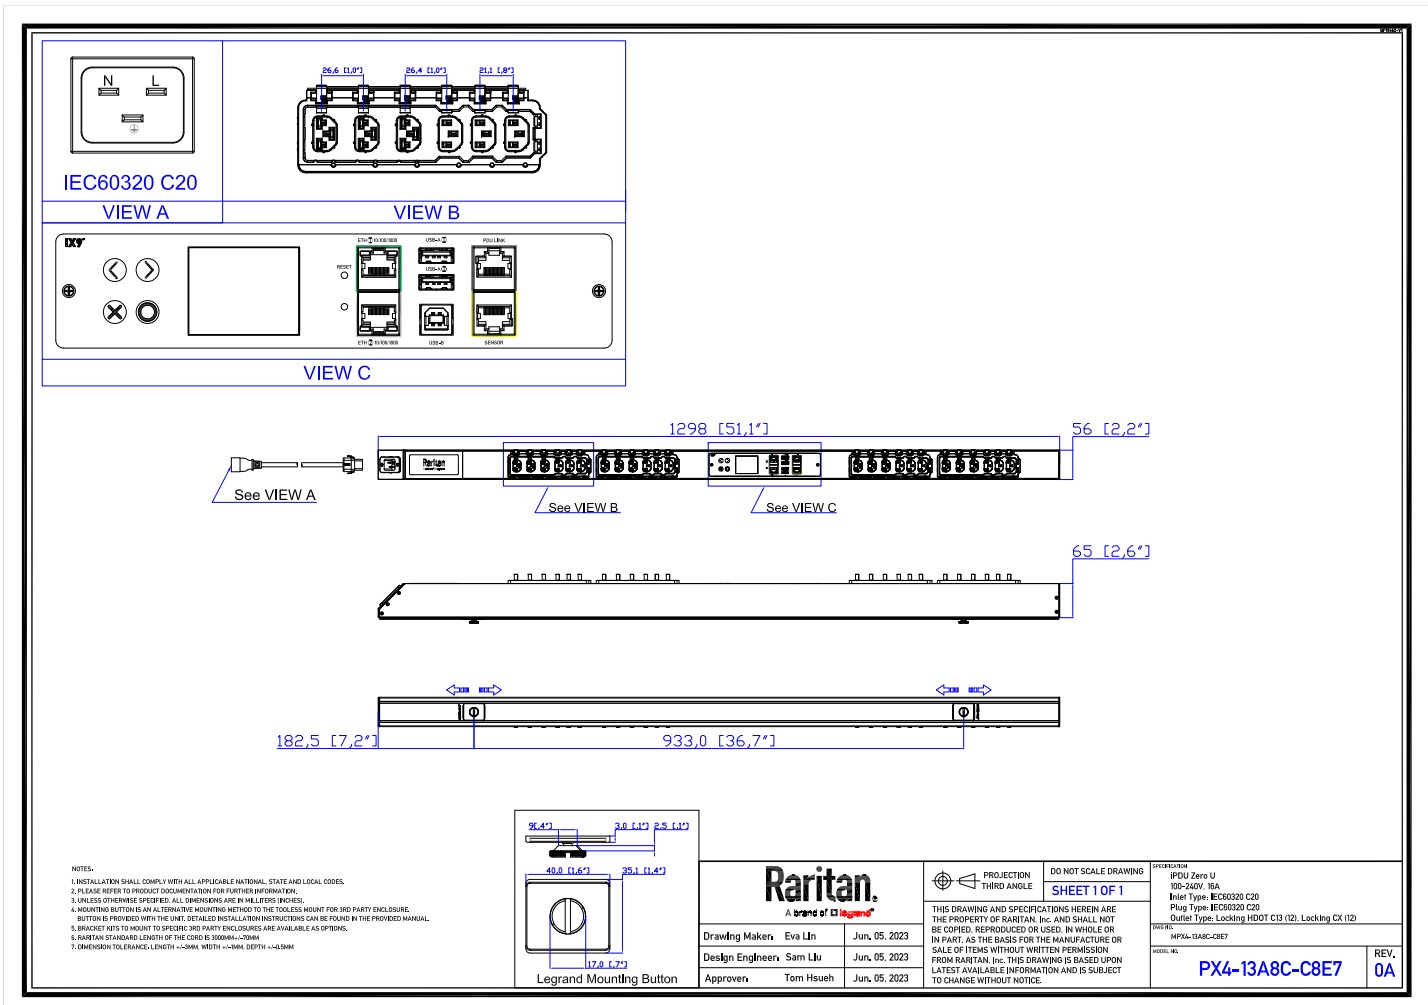 N L
IEC60320 C20
VIEW A
26,6 [1,0"] 26,4 [1,0"] 21,1 [,8"]
VIEW B
iX9™
RESET
ETH 1 10/100/1000
ETH 2 10/100/1000
USB-A
USB-A
USB-B
PDU LINK
SENSOR
VIEW C
1298 [51,1"]
56 [2,2"]
Raritan
See VIEW A
See VIEW B
See VIEW C
65 [2,6"]
182,5 [7,2"]
933,0 [36,7"]
9[,4"] 3,0 [,1"] 2,5 [,1"]
40,0 [1,6"] 35,1 [1,4"]
17,0 [,7"]
Legrand Mounting Button
NOTES:
1. INSTALLATION SHALL COMPLY WITH ALL APPLICABLE NATIONAL, STATE AND LOCAL CODES.
2. PLEASE REFER TO PRODUCT DOCUMENTATION FOR FURTHER INFORMATION.
3. UNLESS OTHERWISE SPECIFIED, ALL DIMENSIONS ARE IN MILLITERS [INCHES].
4. MOUNTING BUTTON IS AN ALTERNATIVE MOUNTING METHOD TO THE TOOLESS MOUNT FOR 3RD PARTY ENCLOSURE.
BUTTON IS PROVIDED WITH THE UNIT. DETAILED INSTALLATION INSTRUCTIONS CAN BE FOUND IN THE PROVIDED MANUAL.
5. BRACKET KITS TO MOUNT TO SPECIFIC 3RD PARTY ENCLOSURES ARE AVAILABLE AS OPTIONS.
6. RARITAN STANDARD LENGTH OF THE CORD IS 3000MM+/-70MM
7. DIMENSION TOLERANCE: LENGTH +/-3MM, WIDTH +/-1MM, DEPTH +/-0.5MM
Raritan.
A brand of legrand
Drawing Maker: Eva Lin Jun. 05, 2023
Design Engineer: Sam Liu Jun. 05, 2023
Approver: Tom Hsueh Jun. 05, 2023
PROJECTION
THIRD ANGLE
DO NOT SCALE DRAWING
SHEET 1 OF 1
THIS DRAWING AND SPECIFICATIONS HEREIN ARE
THE PROPERTY OF RARITAN, Inc. AND SHALL NOT
BE COPIED, REPRODUCED OR USED, IN WHOLE OR
IN PART, AS THE BASIS FOR THE MANUFACTURE OR
SALE OF ITEMS WITHOUT WRITTEN PERMISSION
FROM RARITAN, Inc. THIS DRAWING IS BASED UPON
LATEST AVAILABLE INFORMATION AND IS SUBJECT
TO CHANGE WITHOUT NOTICE.
SPECIFICATION
iPDU Zero U
100-240V, 16A
Inlet Type: IEC60320 C20
Plug Type: IEC60320 C20
Outlet Type: Locking HDOT C13 (12), Locking CX (12)
DWG NO.
MPX4-13A8C-C8E7
MODEL NO.
PX4-13A8C-C8E7
REV.
0A